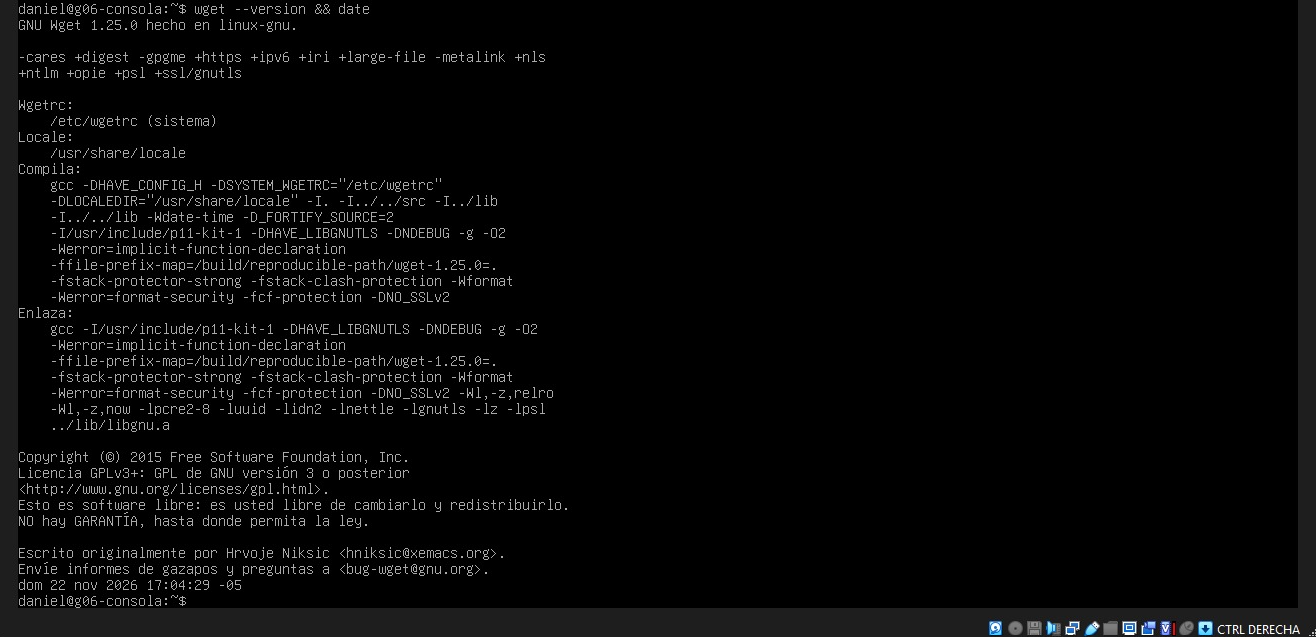 daniel@g06-consola:~$ wget --version && date
GNU Wget 1.25.0 hecho en linux-gnu.
-cares +digest -gpgme +https +ipv6 +iri +large-file -metalink +nls
+ntlm +opie +psl +ssl/gnutls
Wgetrc:
/etc/wgetrc (sistema)
Locale:
/usr/share/locale
Compila:
gcc -DHAVE_CONFIG_H -DSYSTEM_WGETRC="/etc/wgetrc"
-DLOCALEDIR="/usr/share/locale" -I. -I../../src -I../lib
-I../../lib -Wdate-time -D_FORTIFY_SOURCE=2
-I/usr/include/p11-kit-1 -DHAVE_LIBGNUTLS -DNDEBUG -g -O2
-Werror=implicit-function-declaration
-ffile-prefix-map=/build/reproducible-path/wget-1.25.0=.
-fstack-protector-strong -fstack-clash-protection -Wformat
-Werror=format-security -fcf-protection -DNO_SSLv2
Enlaza:
gcc -I/usr/include/p11-kit-1 -DHAVE_LIBGNUTLS -DNDEBUG -g -O2
-Werror=implicit-function-declaration
-ffile-prefix-map=/build/reproducible-path/wget-1.25.0=.
-fstack-protector-strong -fstack-clash-protection -Wformat
-Werror=format-security -fcf-protection -DNO_SSLv2 -Wl,-z,relro
-Wl,-z,now -lpcre2-8 -luuid -lidn2 -lnettle -lgnutls -lz -lpsl
../lib/libgnu.a
Copyright (©) 2015 Free Software Foundation, Inc.
Licencia GPLv3+: GPL de GNU versión 3 o posterior
<http://www.gnu.org/licenses/gpl.html>.
Esto es software libre: es usted libre de cambiarlo y redistribuirlo.
NO hay GARANTÍA, hasta donde permita la ley.
Escrito originalmente por Hrvoje Niksic <hniksic@xemacs.org>.
Envíe informes de gazapos y preguntas a <bug-wget@gnu.org>.
dom 22 nov 2026 17:04:29 -05
daniel@g06-consola:~$
CTRL DERECHA